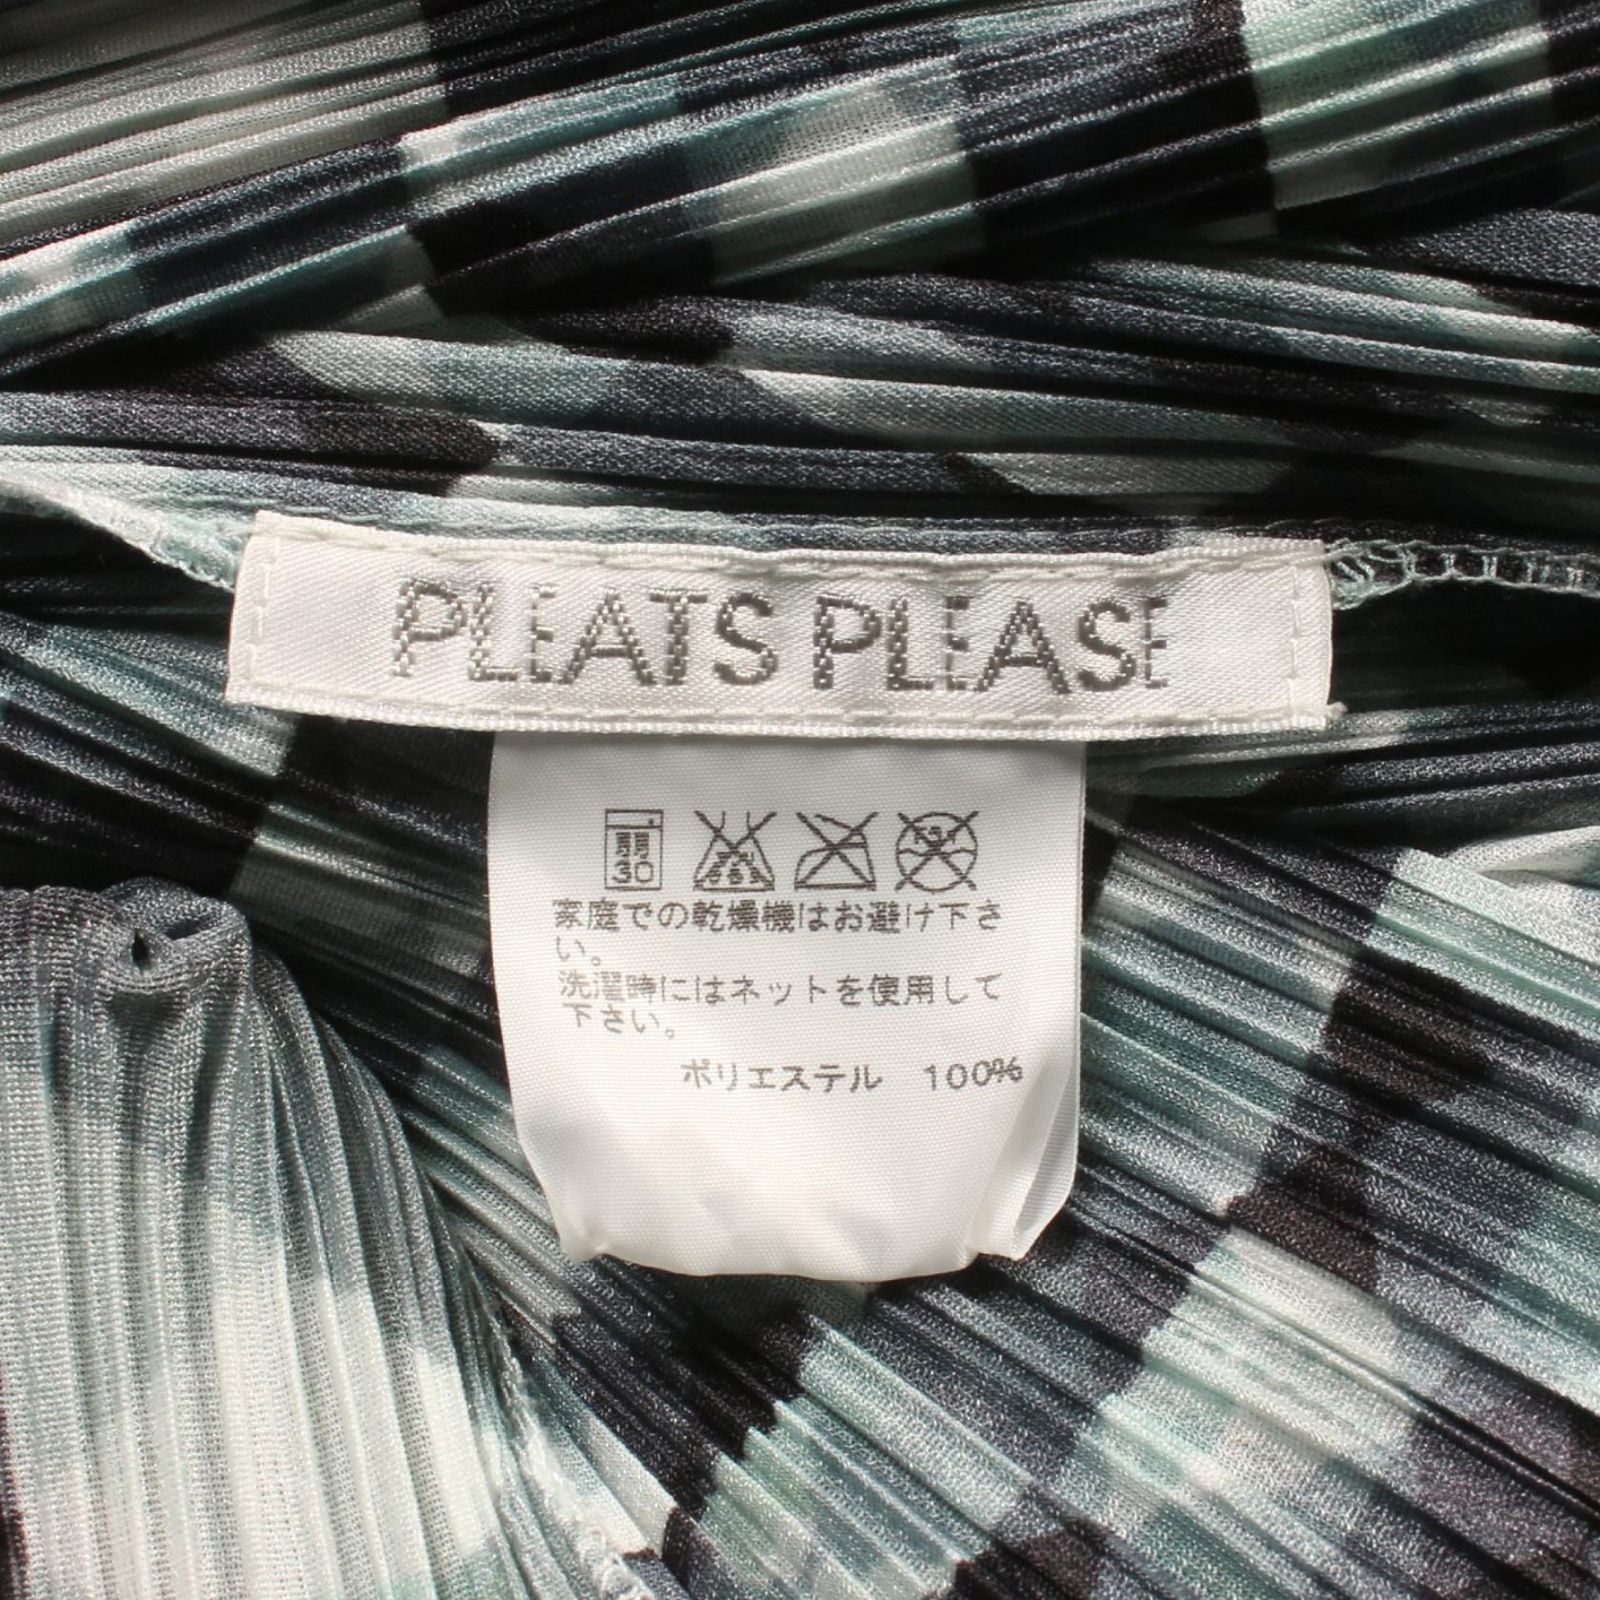 PLEATS PLEASE
弱
30
家庭での乾燥機はお避け下さ
い。
洗濯時にはネットを使用して
下さい。
ポリエステル 100%